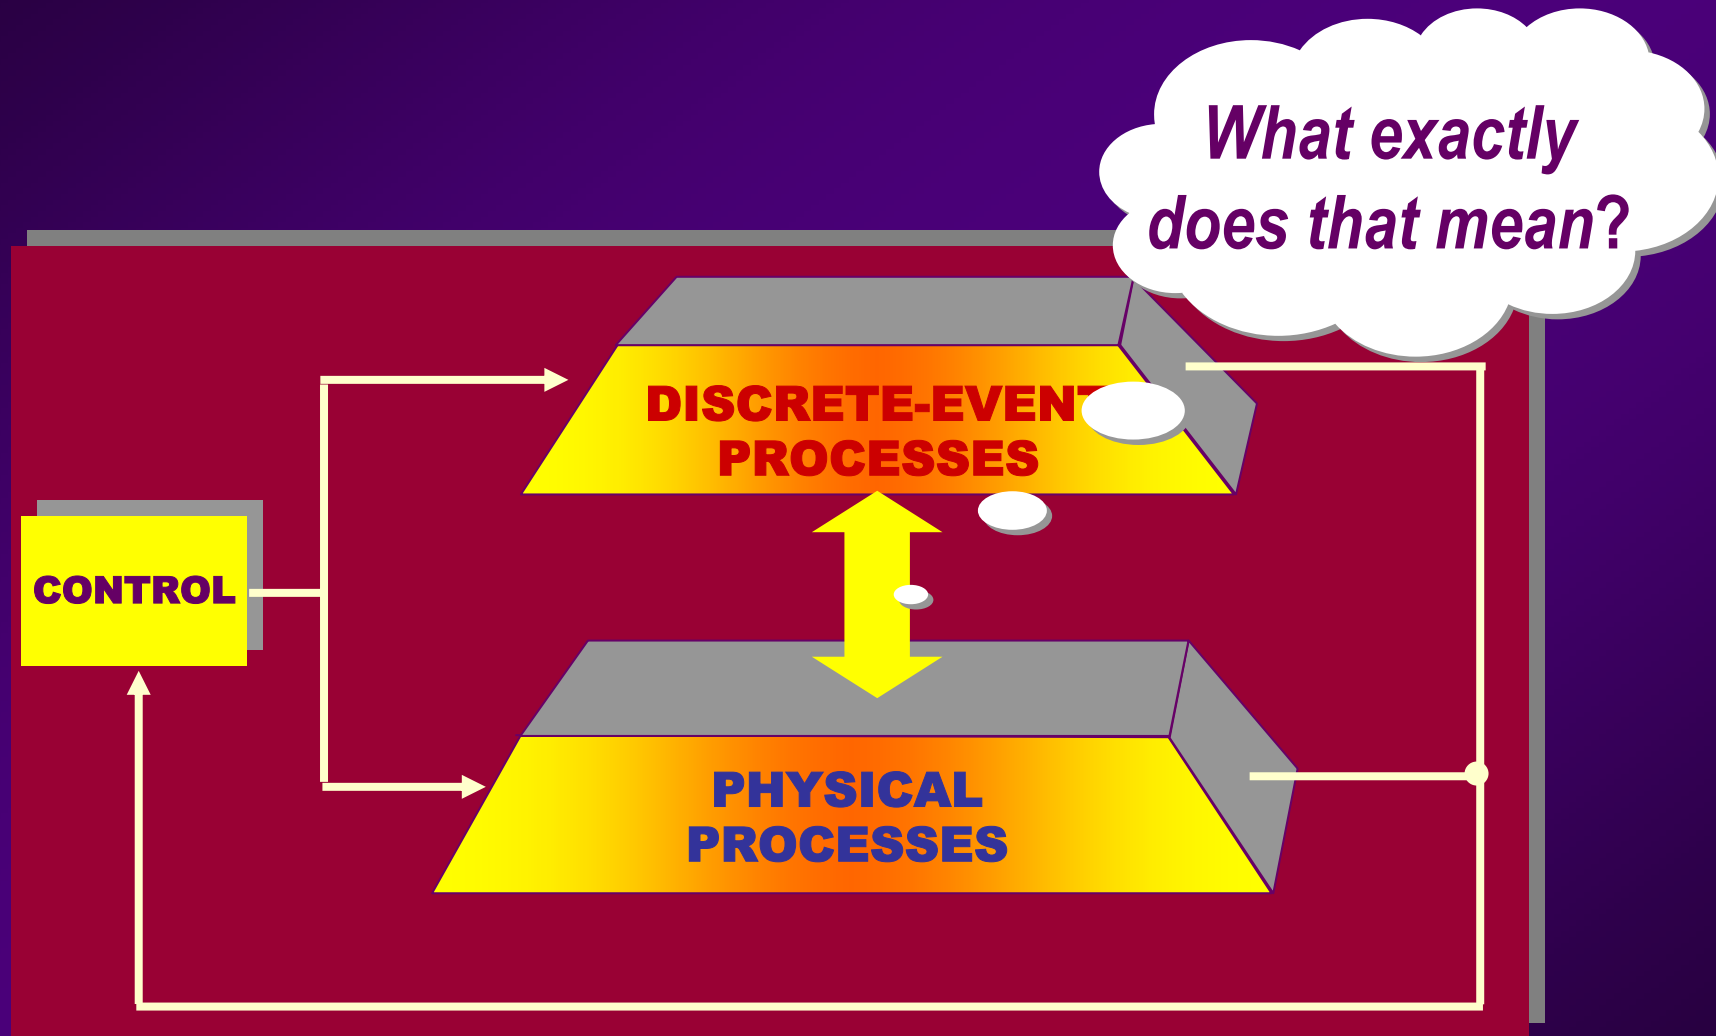 What exactly
does that mean?
DISCRETE-EVENT
PROCESSES
CONTROL
PHYSICAL
PROCESSES